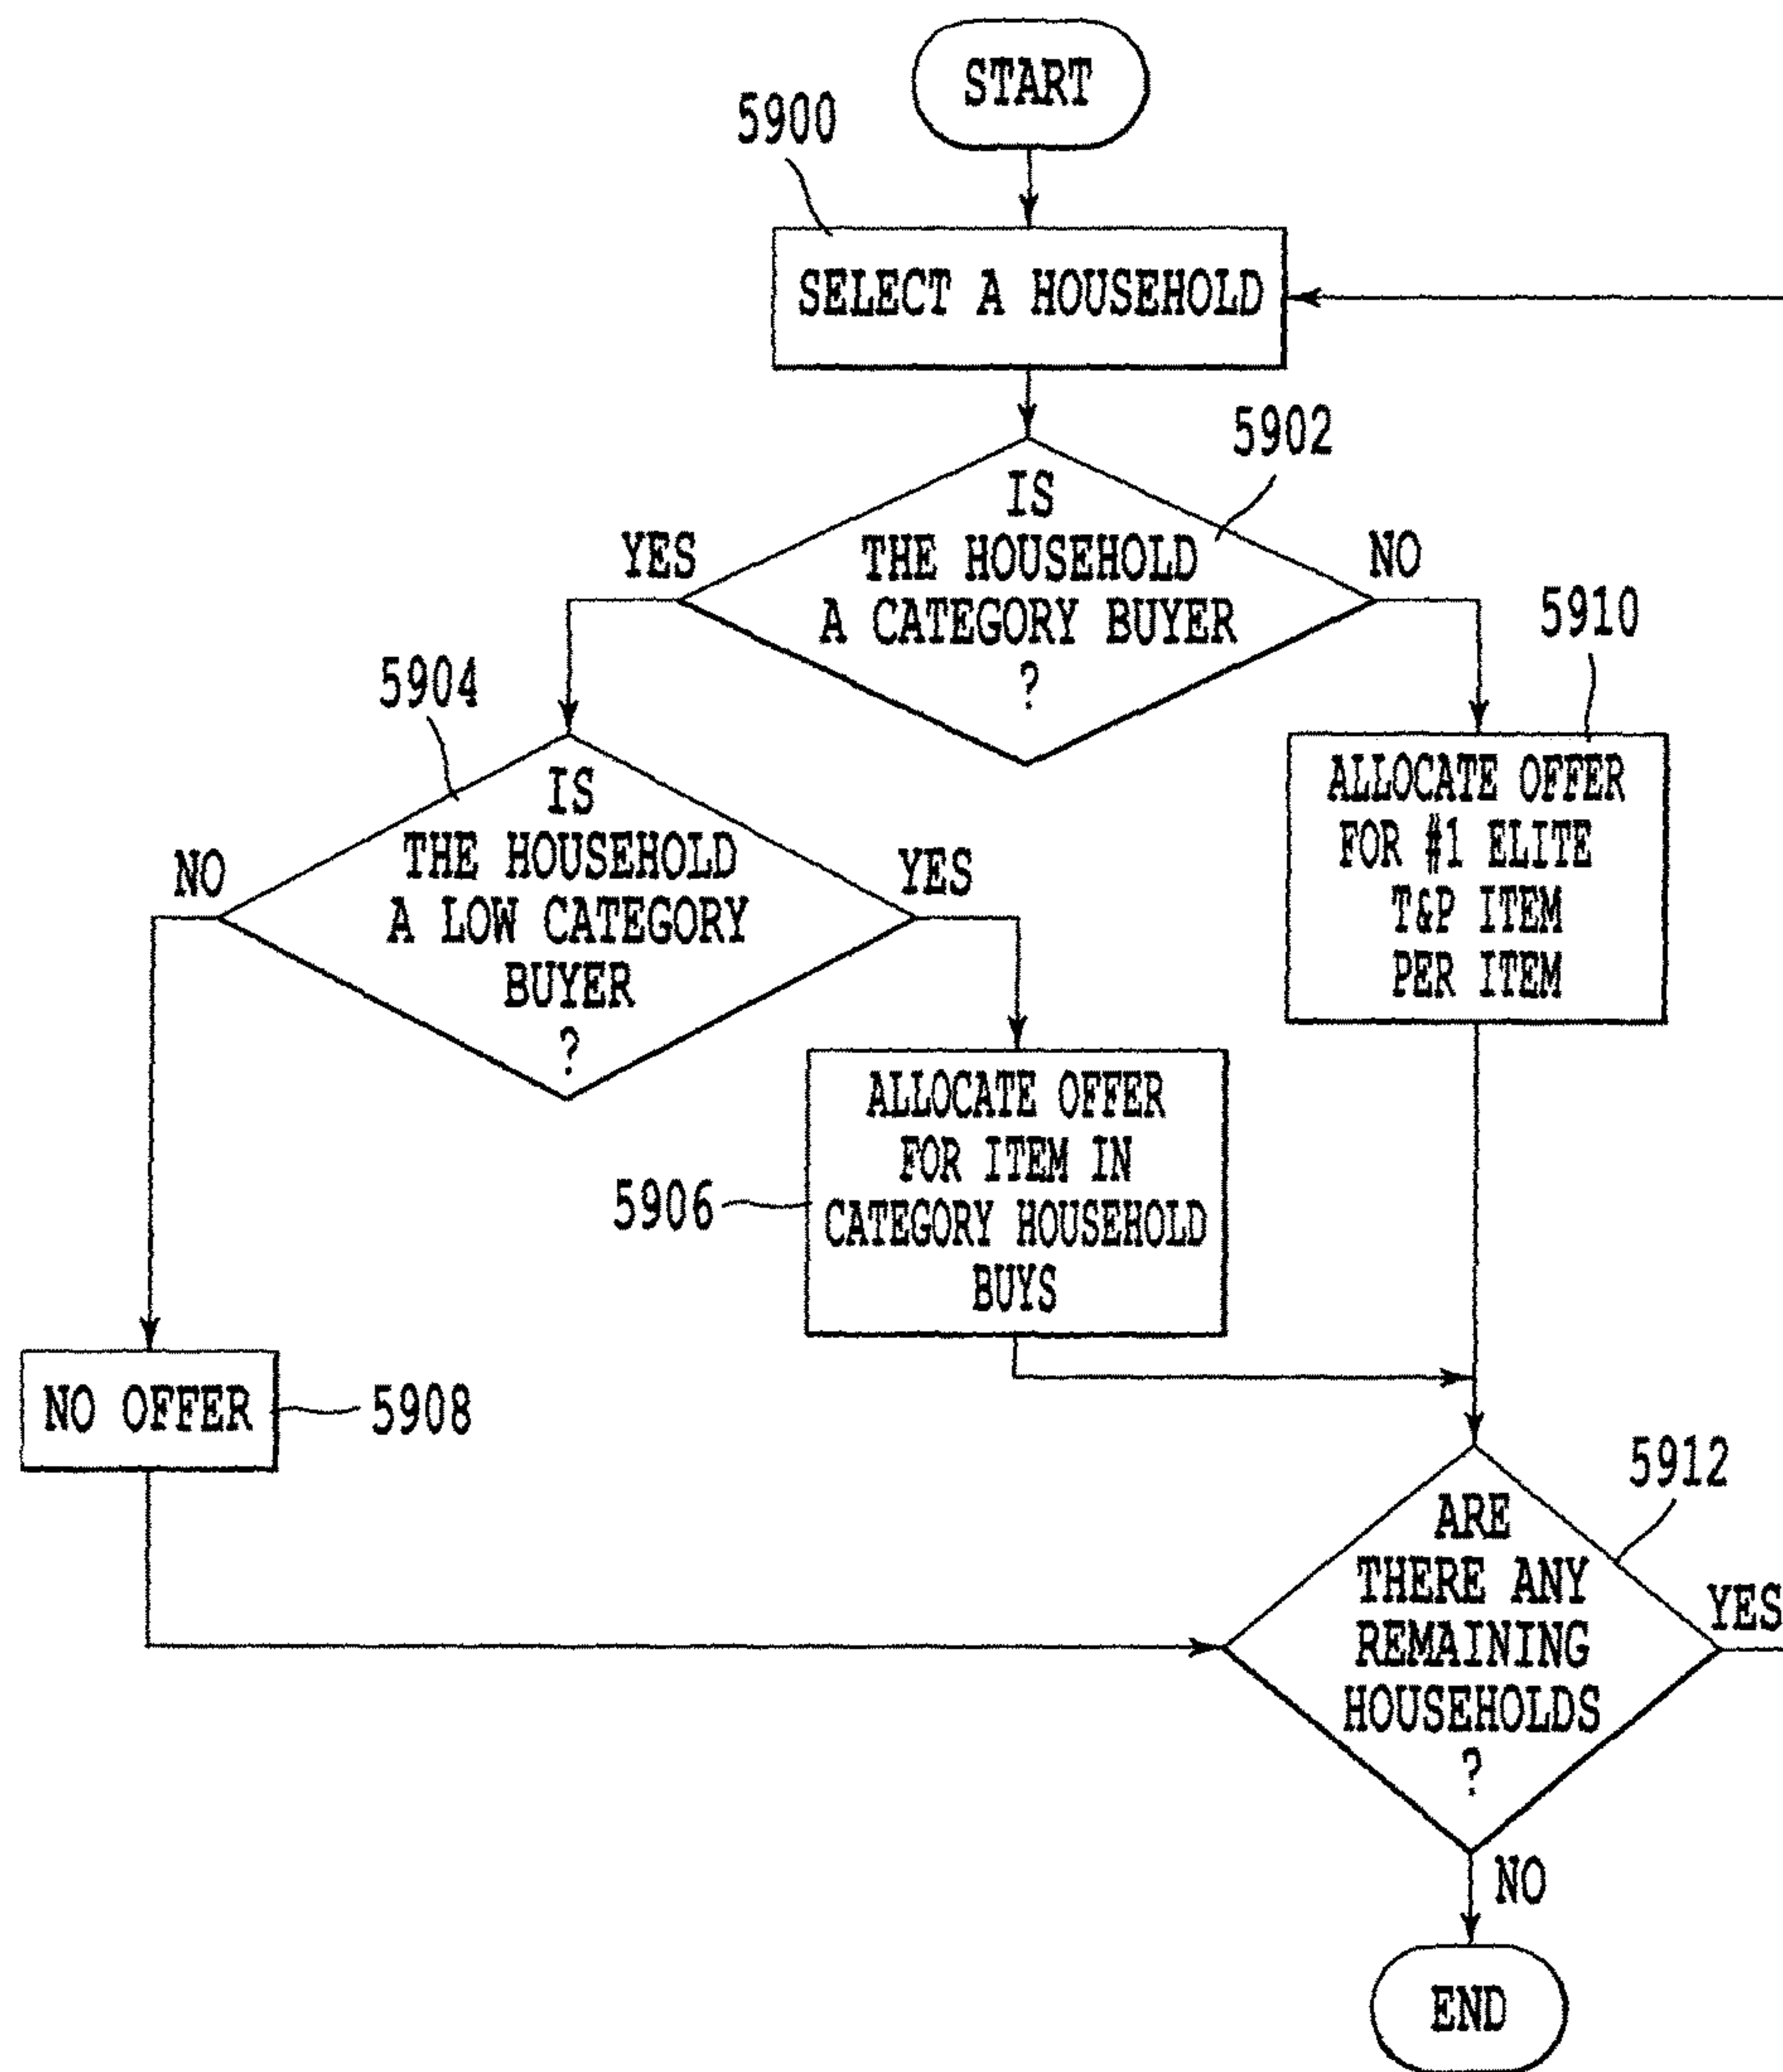 START
5900
SELECT A HOUSEHOLD
5902
IS
THE HOUSEHOLD
A CATEGORY BUYER
?
YES
NO
5904
IS
THE HOUSEHOLD
A LOW CATEGORY
BUYER
?
NO
YES
5910
ALLOCATE OFFER
FOR #1 ELITE
T&P ITEM
PER ITEM
5906
ALLOCATE OFFER
FOR ITEM IN
CATEGORY HOUSEHOLD
BUYS
NO OFFER
5908
5912
ARE
THERE ANY
REMAINING
HOUSEHOLDS
?
YES
NO
END